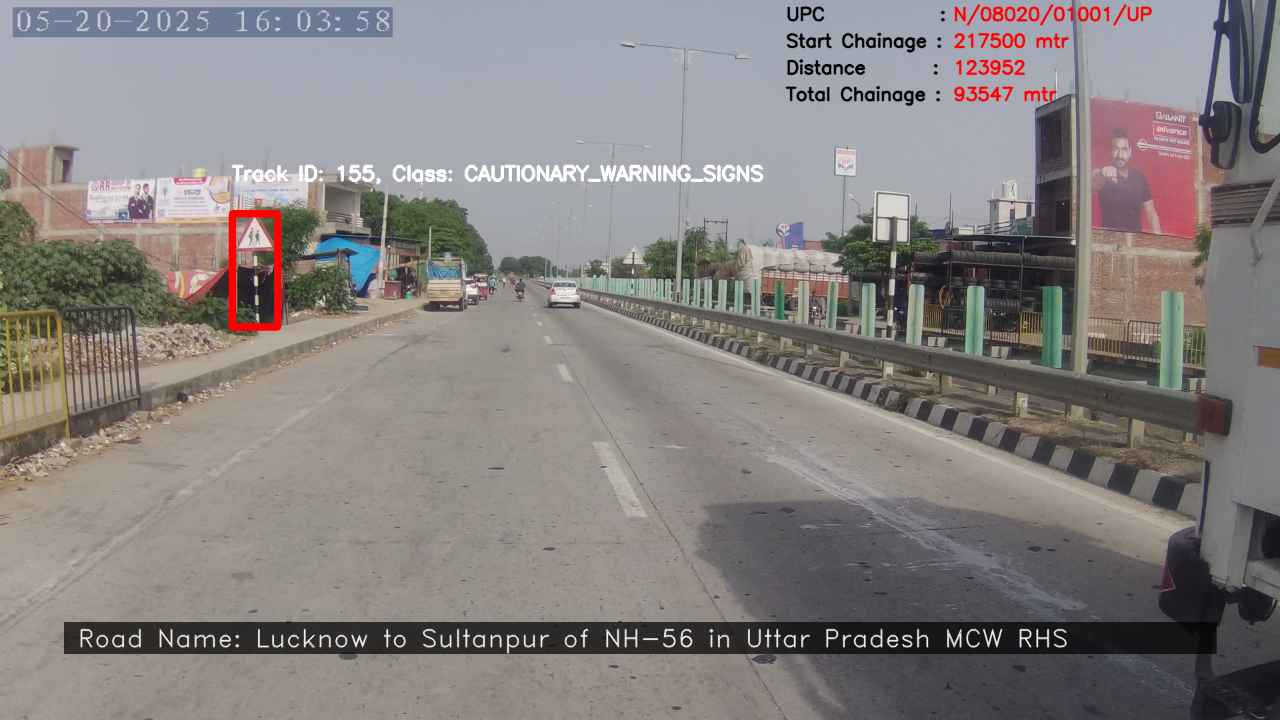 05-20-2025 16:03:58
UPC : N/08020/01001/UP
Start Chainage : 217500 mtr
Distance : 123952
Total Chainage : 93547 mtr
Track ID: 155, Class: CAUTIONARY_WARNING_SIGNS
advance
Road Name: Lucknow to Sultanpur of NH-56 in Uttar Pradesh MCW RHS